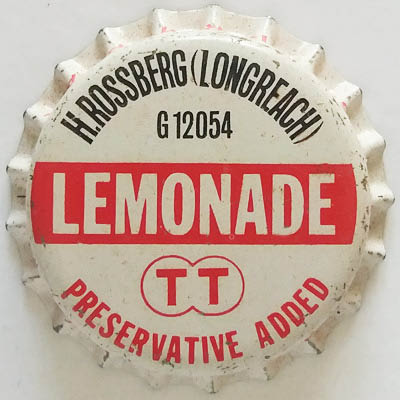 H. ROSSBERG (LONGREACH)
G 12054
LEMONADE
TT
PRESERVATIVE ADDED